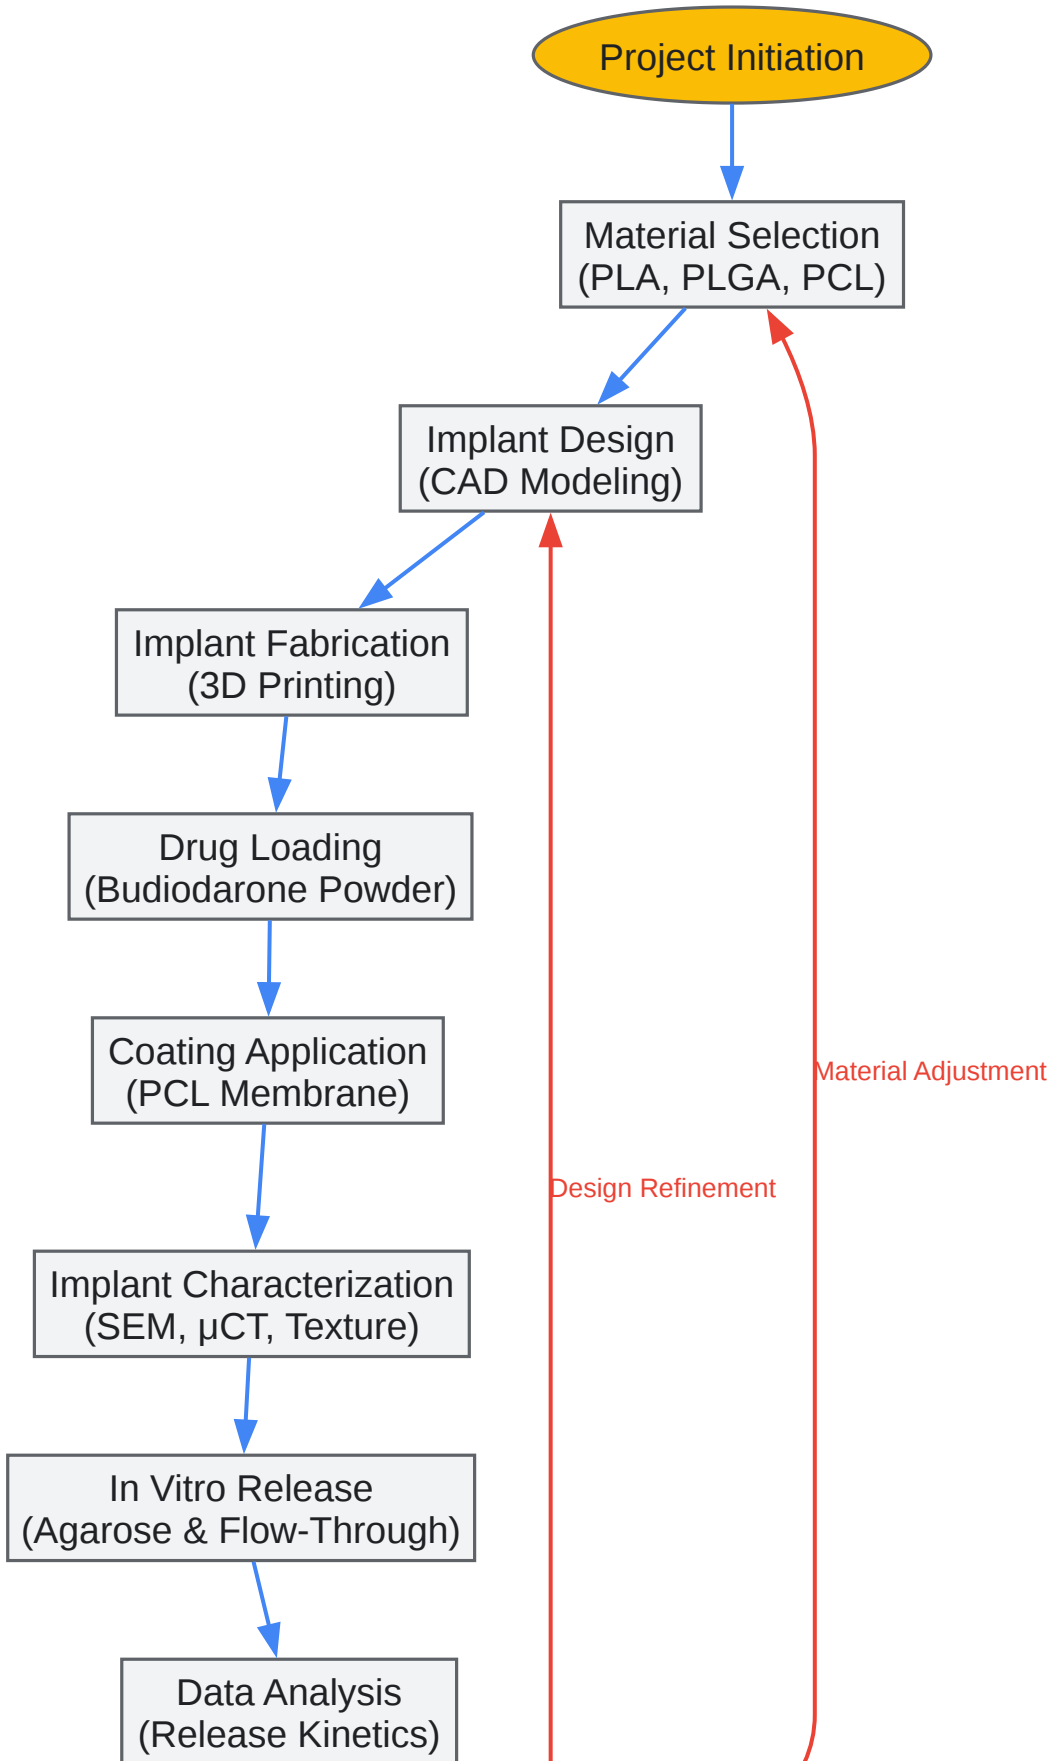 Project Initiation
Material Selection
(PLA, PLGA, PCL)
Implant Design
(CAD Modeling)
Implant Fabrication
(3D Printing)
Drug Loading
(Budiodarone Powder)
Coating Application
(PCL Membrane)
Material Adjustment
Design Refinement
Implant Characterization
(SEM, μCT, Texture)
In Vitro Release
(Agarose & Flow-Through)
Data Analysis
(Release Kinetics)